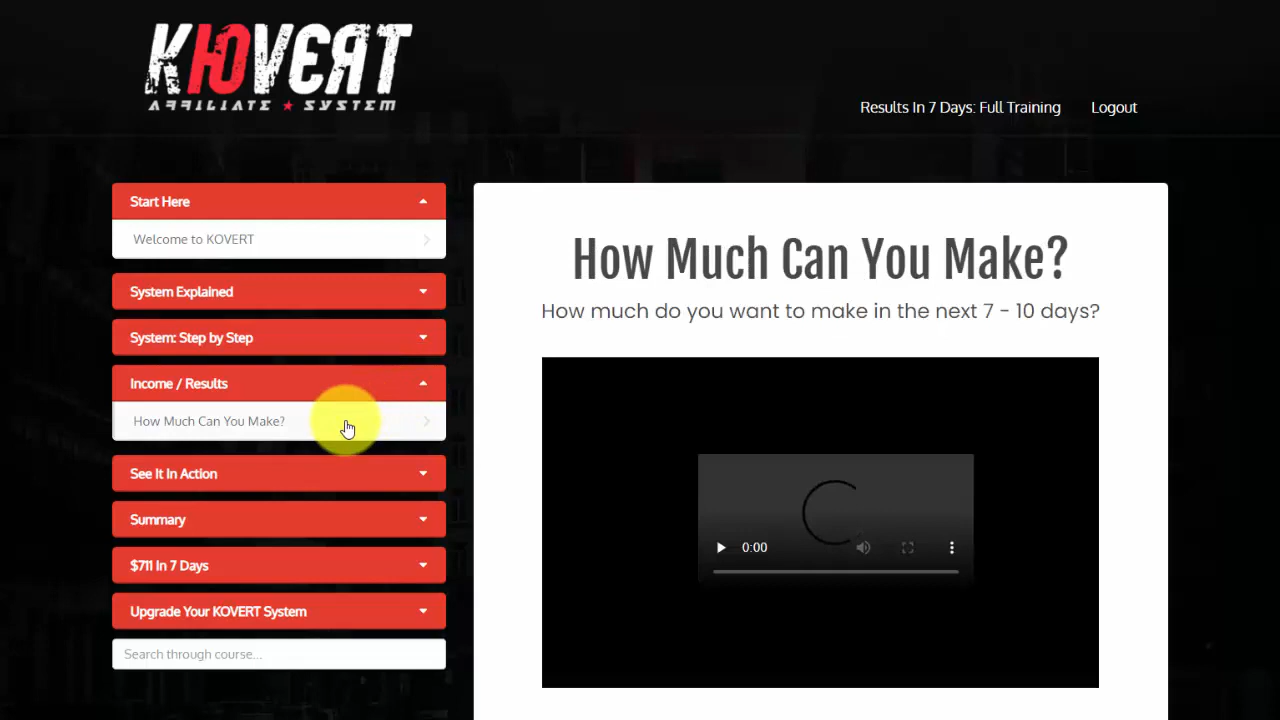 KЮVERT
AFFILIATE ★ SYSTEM
Results In 7 Days: Full Training
Logout
Start Here
Welcome to KOVERT
System Explained
System: Step by Step
Income / Results
How Much Can You Make?
See It In Action
Summary
$711 In 7 Days
Upgrade Your KOVERT System
Search through course...
How Much Can You Make?
How much do you want to make in the next 7 - 10 days?
0:00